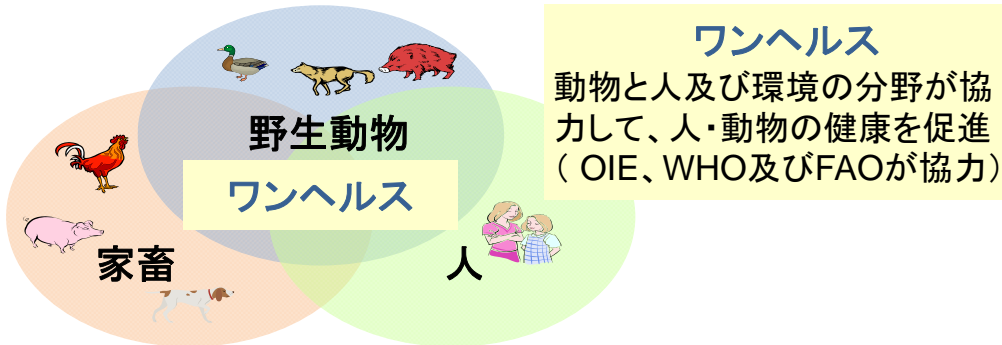 野生動物
ワンヘルス
家畜
人
ワンヘルス
動物と人及び環境の分野が協
力して、人・動物の健康を促進
( OIE、WHO及びFAOが協力)